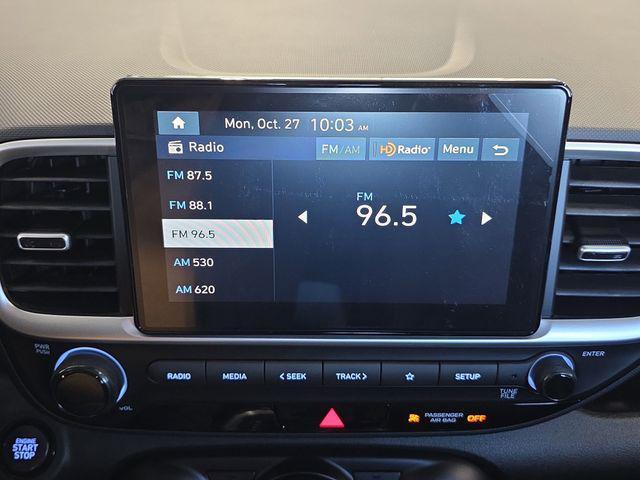 Mon, Oct. 27 10:03 AM
Radio FM/AM HD Radio Menu
FM 87.5
FM 88.1
FM 96.5
AM 530
AM 620
FM
96.5
PWR PUSH
VOL
RADIO MEDIA < SEEK TRACK > SETUP
ENTER
TUNE FILE
PASSENGER AIR BAG OFF
ENGINE
START
STOP